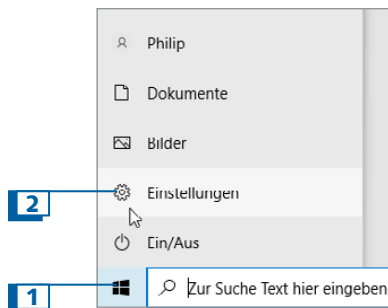 Philip
Dokumente
Bilder
2 Einstellungen
Ein/Aus
1 Zur Suche Text hier eingeben